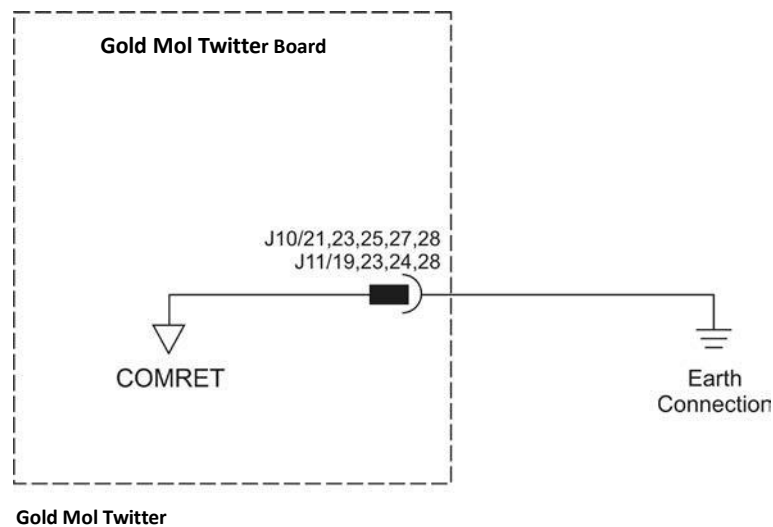 Gold Mol Twitter Board
J10/21,23,25,27,28
J11/19,23,24,28
COMRET
Earth
Connection
Gold Mol Twitter